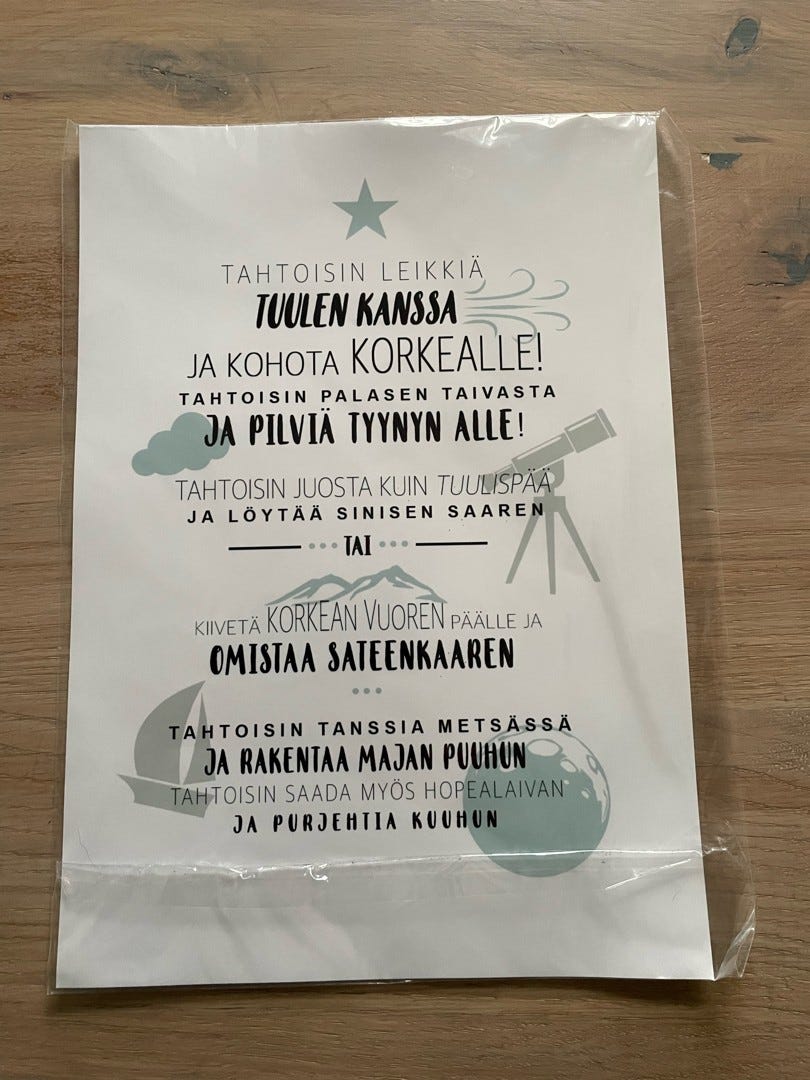 TAHTOISIN LEIKKIÄ
TUULEN KANSSA
JA KOHOTA KORKEALLE!
TAHTOISIN PALASEN TAIVASTA
JA PILVIÄ TYYNYN ALLE!
TAHTOISIN JUOSTA KUIN TUULISPÄÄ
JA LÖYTÄÄ SINISEN SAAREN
TAI
KIIVETÄ KORKEAN VUOREN PÄÄLLE JA
OMISTAA SATEENKAAREN
TAHTOISIN TANSSIA METSÄSSÄ
JA RAKENTAA MAJAN PUUHUN
TAHTOISIN SAADA MYÖS HOPEALAIVAN
JA PURJEHTIA KUUHUN